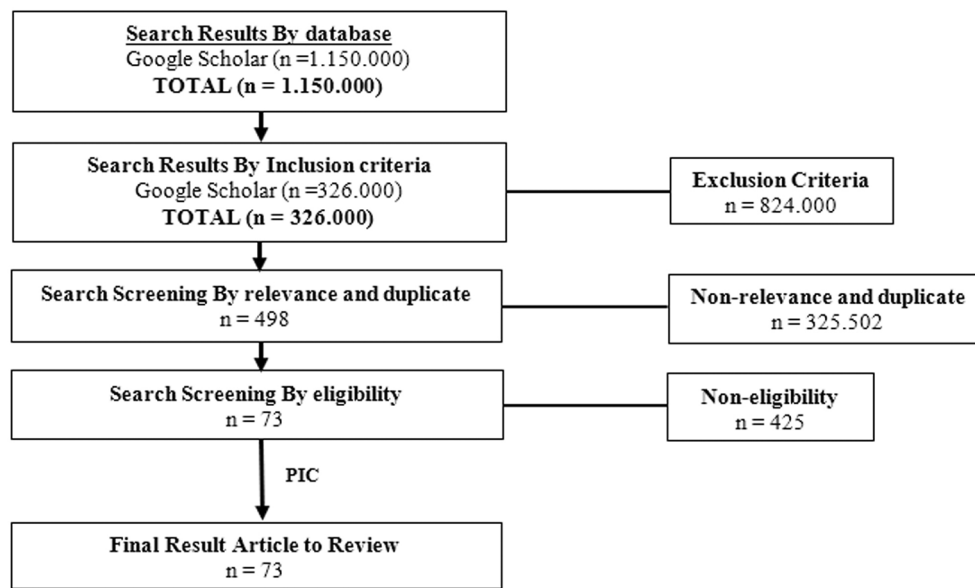 Search Results By database
Google Scholar (n =1.150.000)
TOTAL (n = 1.150.000)
Search Results By Inclusion criteria
Google Scholar (n =326.000)
TOTAL (n = 326.000)
Exclusion Criteria
n = 824.000
Search Screening By relevance and duplicate
n = 498
Non-relevance and duplicate
n = 325.502
Search Screening By eligibility
n = 73
Non-eligibility
n = 425
PIC
Final Result Article to Review
n = 73